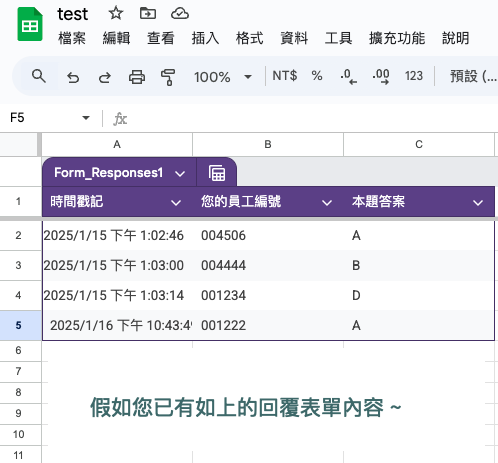 test
檔案 編輯 查看 插入 格式 資料 工具 擴充功能 說明
100% NT$ % .0 .00 123 預設 (...
F5 fx
A B C
Form_Responses1
1 時間戳記 您的員工編號 本題答案
2 2025/1/15 下午 1:02:46 004506 A
3 2025/1/15 下午 1:03:00 004444 B
4 2025/1/15 下午 1:03:14 001234 D
5 2025/1/16 下午 10:43:49 001222 A
6
7
8
9
10
11
假如您已有如上的回覆表單內容 ~